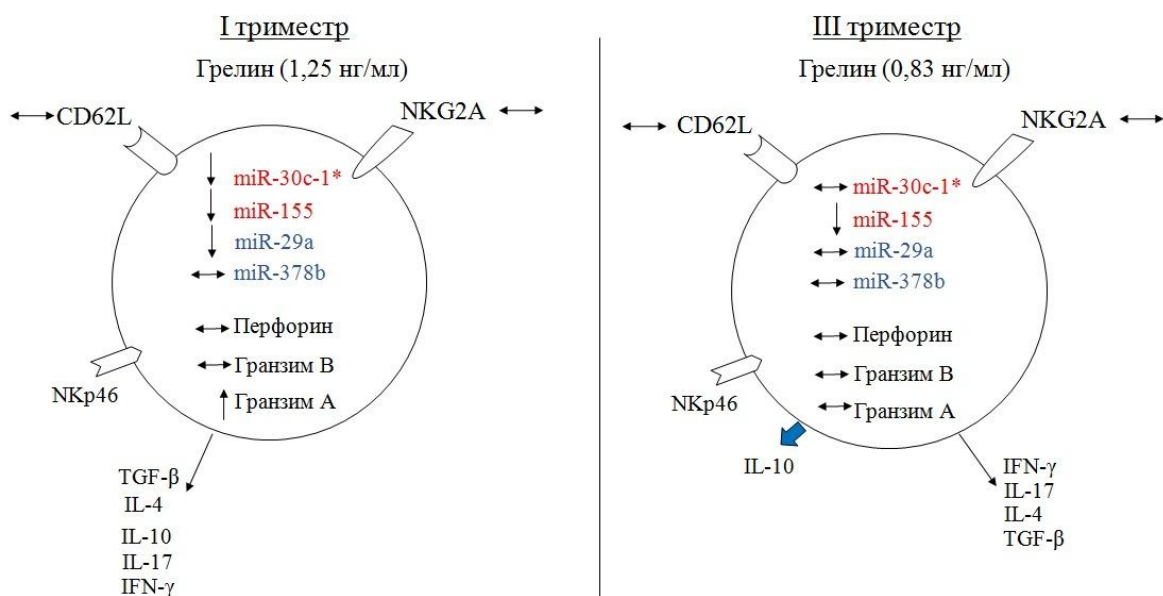 I триместр
Грелин (1,25 нг/мл)
CD62L
NKG2A
miR-30c-1*
miR-155
miR-29a
miR-378b
Перфорин
Гранзим В
Гранзим А
NKp46
TGF-β
IL-4
IL-10
IL-17
IFN-γ
III триместр
Грелин (0,83 нг/мл)
CD62L
NKG2A
miR-30c-1*
miR-155
miR-29a
miR-378b
Перфорин
Гранзим В
Гранзим А
NKp46
IL-10
IFN-γ
IL-17
IL-4
TGF-β